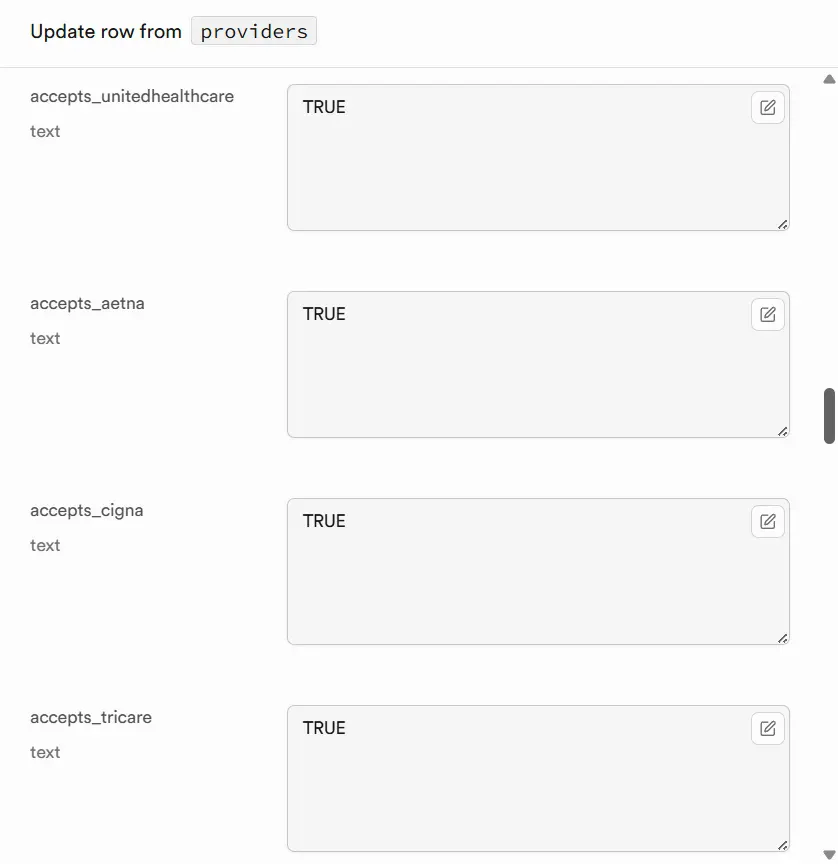 Update row from providers
accepts_unitedhealthcare
TRUE
text
accepts_aetna
TRUE
text
accepts_cigna
TRUE
text
accepts_tricare
TRUE
text